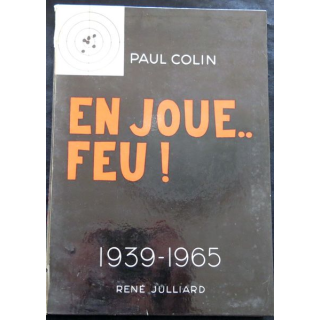 PAUL COLIN
EN JOUE..
FEU !
1939-1965
RENÉ JULLIARD